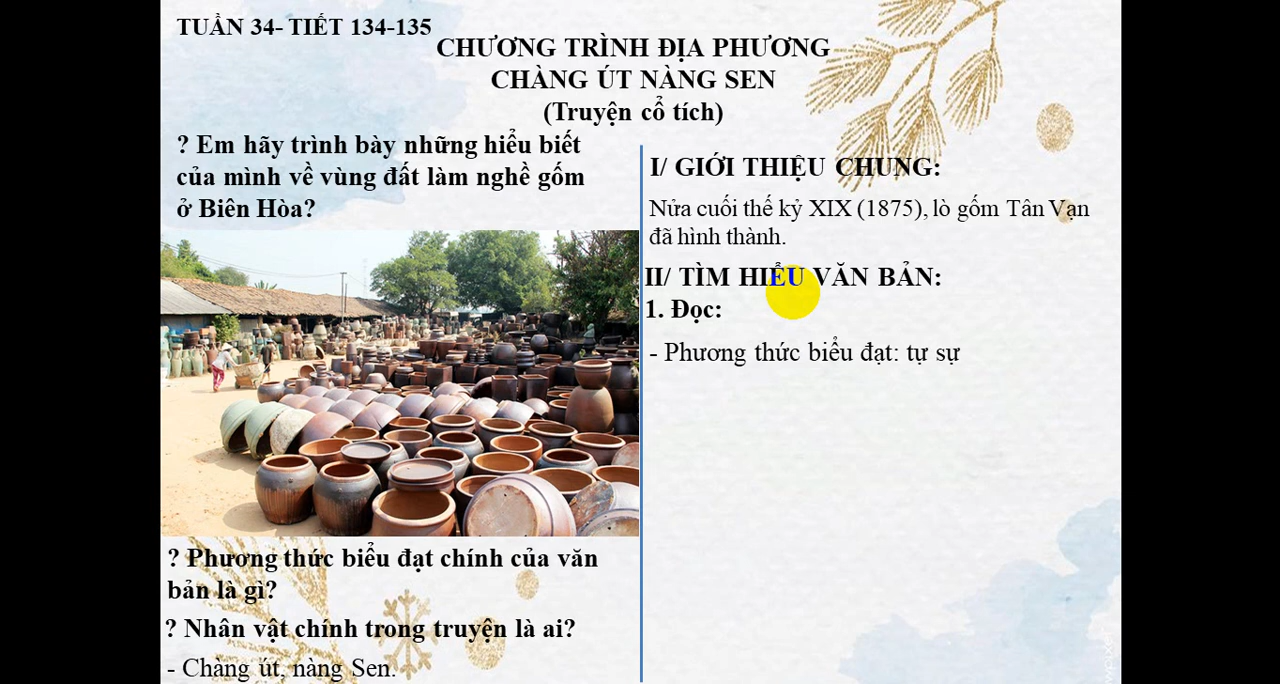 TUẦN 34- TIẾT 134-135
CHƯƠNG TRÌNH ĐỊA PHƯƠNG
CHÀNG ÚT NÀNG SEN
(Truyện cổ tích)
? Em hãy trình bày những hiểu biết
của mình về vùng đất làm nghề gốm
ở Biên Hòa?
? Phương thức biểu đạt chính của văn
bản là gì?
? Nhân vật chính trong truyện là ai?
- Chàng út, nàng Sen.
I/ GIỚI THIỆU CHUNG:
Nửa cuối thế kỷ XIX (1875), lò gốm Tân Vạn
đã hình thành.
II/ TÌM HIỂU VĂN BẢN:
1. Đọc:
- Phương thức biểu đạt: tự sự